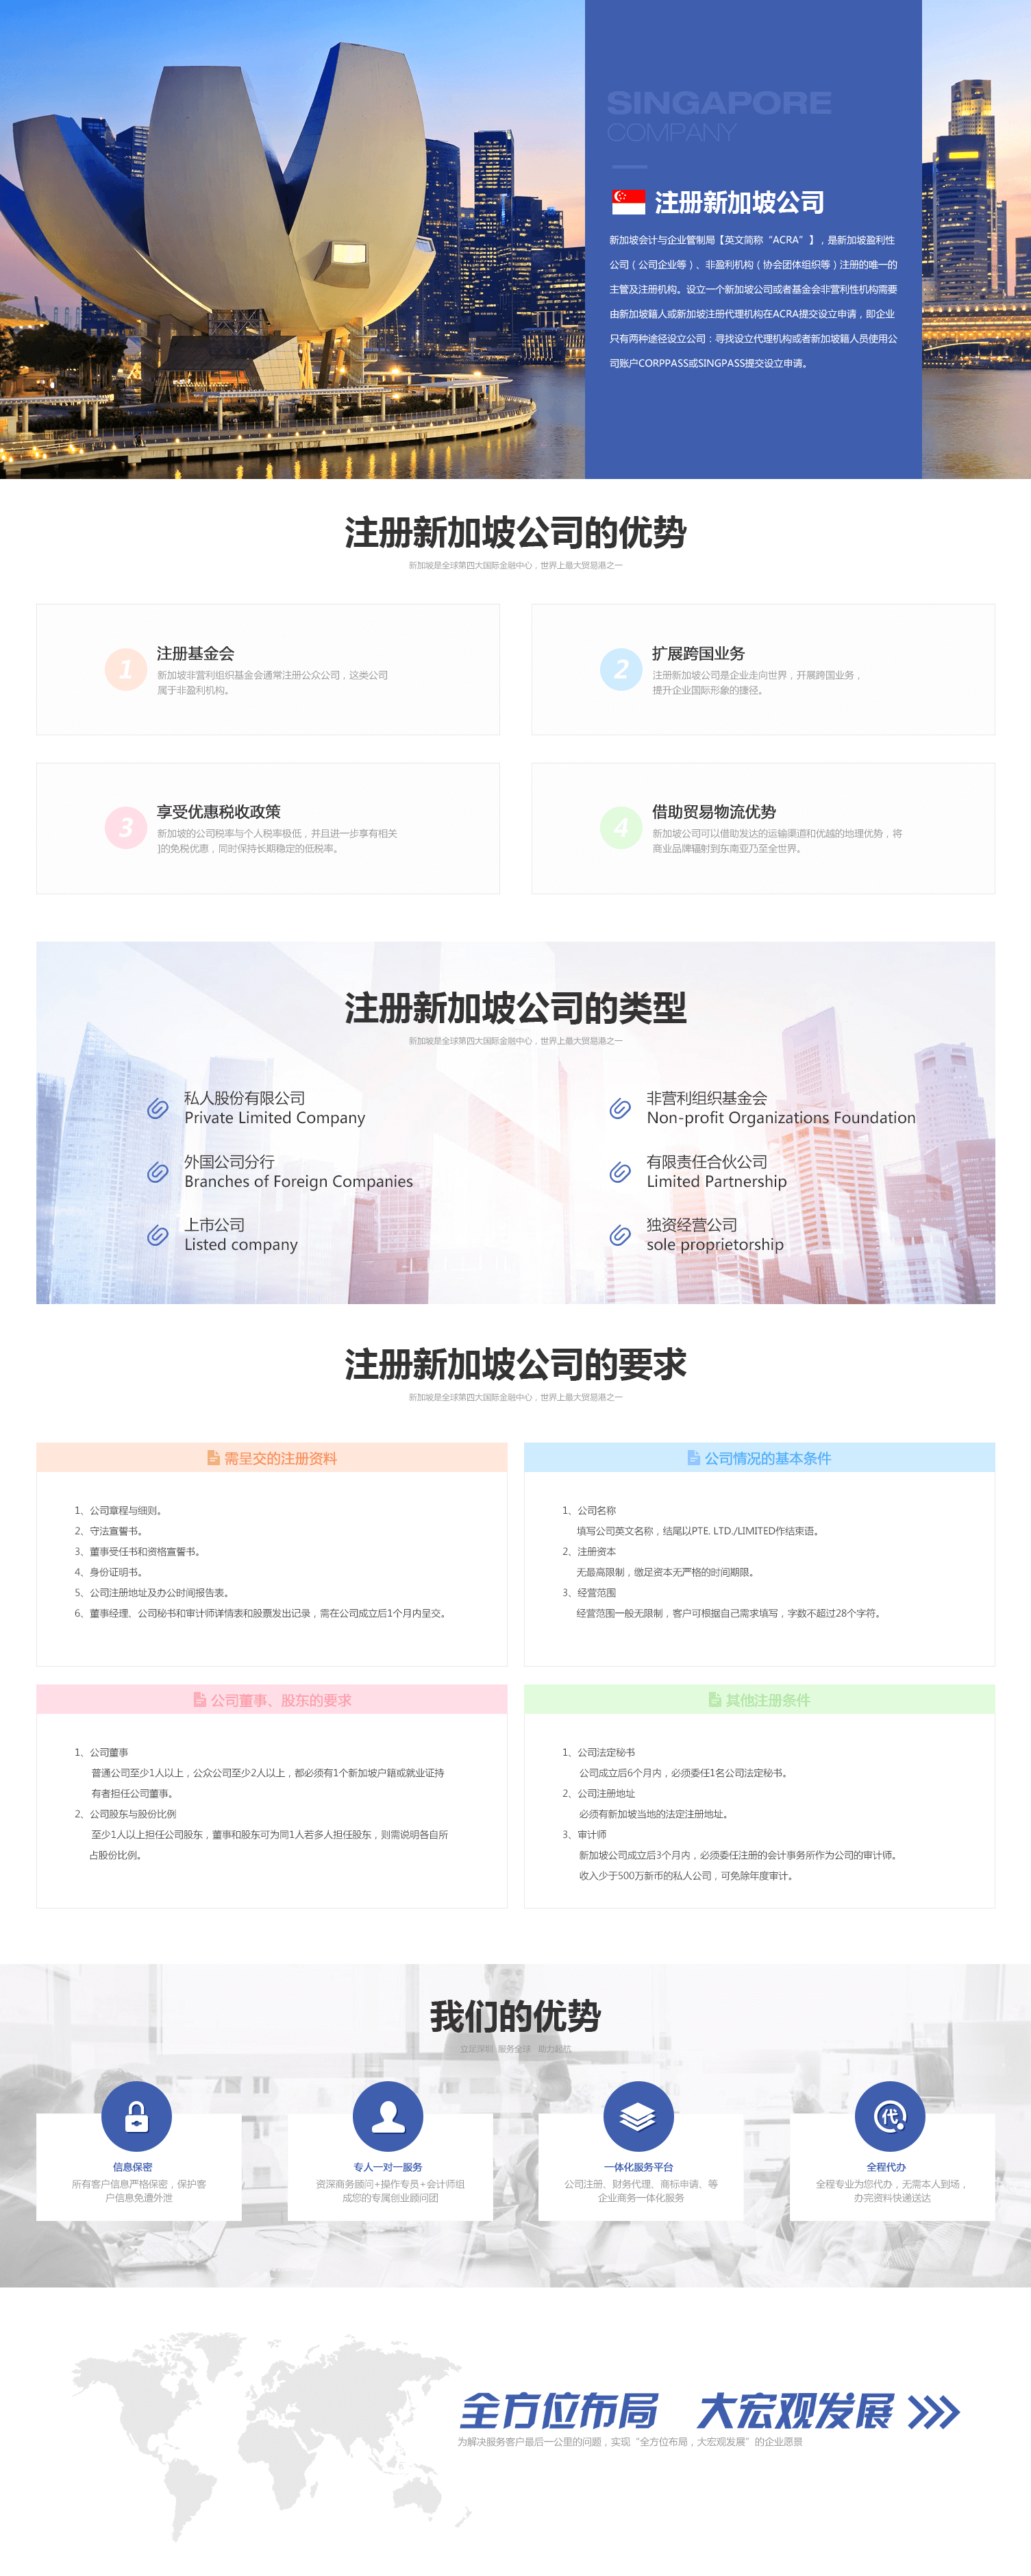 SINGAPORE
COMPANY
注册新加坡公司
新加坡会计与企业管制局【英文简称“ACRA”】，是新加坡盈利性
公司（公司企业等）、非盈利机构（协会团体组织等）注册的唯一的
主管及注册机构。设立一个新加坡公司或者基金会非营利性机构需要
由新加坡籍人或新加坡注册代理机构在ACRA提交设立申请，即企业
只有两种途径设立公司：寻找设立代理机构或者新加坡籍人员使用公
司账户CORPPASS或SINGPASS提交设立申请。
注册新加坡公司的优势
新加坡是全球第四大国际金融中心，世界上最大贸易港之一
1
注册基金会
新加坡非营利组织基金会通常注册公众公司，这类公司
属于非盈利机构。
2
扩展跨国业务
注册新加坡公司是企业走向世界，开展跨国业务，
提升企业国际形象的捷径。
3
享受优惠税收政策
新加坡的公司税率与个人税率极低，并且进一步享有相关
]的免税优惠，同时保持长期稳定的低税率。
4
借助贸易物流优势
新加坡公司可以借助发达的运输渠道和优越的地理优势，将
商业品牌辐射到东南亚乃至全世界。
注册新加坡公司的类型
新加坡是全球第四大国际金融中心，世界上最大贸易港之一
私人股份有限公司
Private Limited Company
非营利组织基金会
Non-profit Organizations Foundation
外国公司分行
Branches of Foreign Companies
有限责任合伙公司
Limited Partnership
上市公司
Listed company
独资经营公司
sole proprietorship
注册新加坡公司的要求
新加坡是全球第四大国际金融中心，世界上最大贸易港之一
需呈交的注册资料
1、公司章程与细则。
2、守法宣誓书。
3、董事受任书和资格宣誓书。
4、身份证明书。
5、公司注册地址及办公时间报告表。
6、董事经理、公司秘书和审计师详情表和股票发出记录，需在公司成立后1个月内呈交。
公司情况的基本条件
1、公司名称
填写公司英文名称，结尾以PTE. LTD./LIMITED作结束语。
2、注册资本
无最高限制，缴足资本无严格的时间期限。
3、经营范围
经营范围一般无限制，客户可根据自己需求填写，字数不超过28个字符。
公司董事、股东的要求
1、公司董事
普通公司至少1人以上，公众公司至少2人以上，都必须有1个新加坡户籍或就业证持
有者担任公司董事。
2、公司股东与股份比例
至少1人以上担任公司股东，董事和股东可为同1人若多人担任股东，则需说明各自所
占股份比例。
其他注册条件
1、公司法定秘书
公司成立后6个月内，必须委任1名公司法定秘书。
2、公司注册地址
必须有新加坡当地的法定注册地址。
3、审计师
新加坡公司成立后3个月内，必须委任注册的会计事务所作为公司的审计师。
收入少于500万新币的私人公司，可免除年度审计。
我们的优势
立足深圳 服务全球 助力起航
信息保密
所有客户信息严格保密，保护客
户信息免遭外泄
专人一对一服务
资深商务顾问+操作专员+会计师组
成您的专属创业顾问团
一体化服务平台
公司注册、财务代理、商标申请、等
企业商务一体化服务
代
全程代办
全程专业为您代办，无需本人到场，
办完资料快递送达
全方位布局 大宏观发展
为解决服务客户最后一公里的问题，实现“全方位布局，大宏观发展”的企业愿景